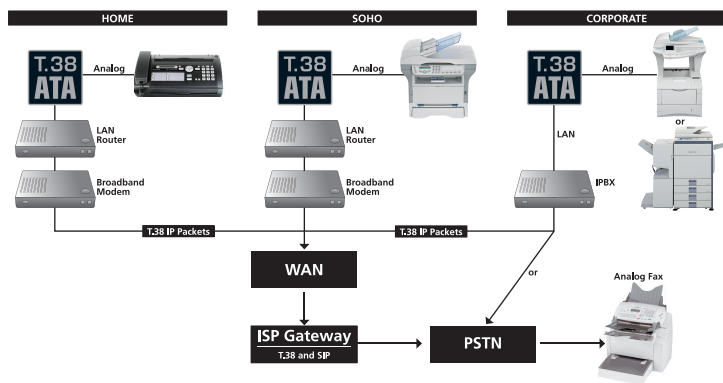 HOME
SOHO
CORPORATE
T.38
ATA
Analog
T.38
ATA
Analog
T.38
ATA
Analog
or
LAN
Router
LAN
Router
LAN
Broadband
Modem
Broadband
Modem
IPBX
T.38 IP Packets
T.38 IP Packets
WAN
or
Analog Fax
ISP Gateway
T.38 and SIP
PSTN